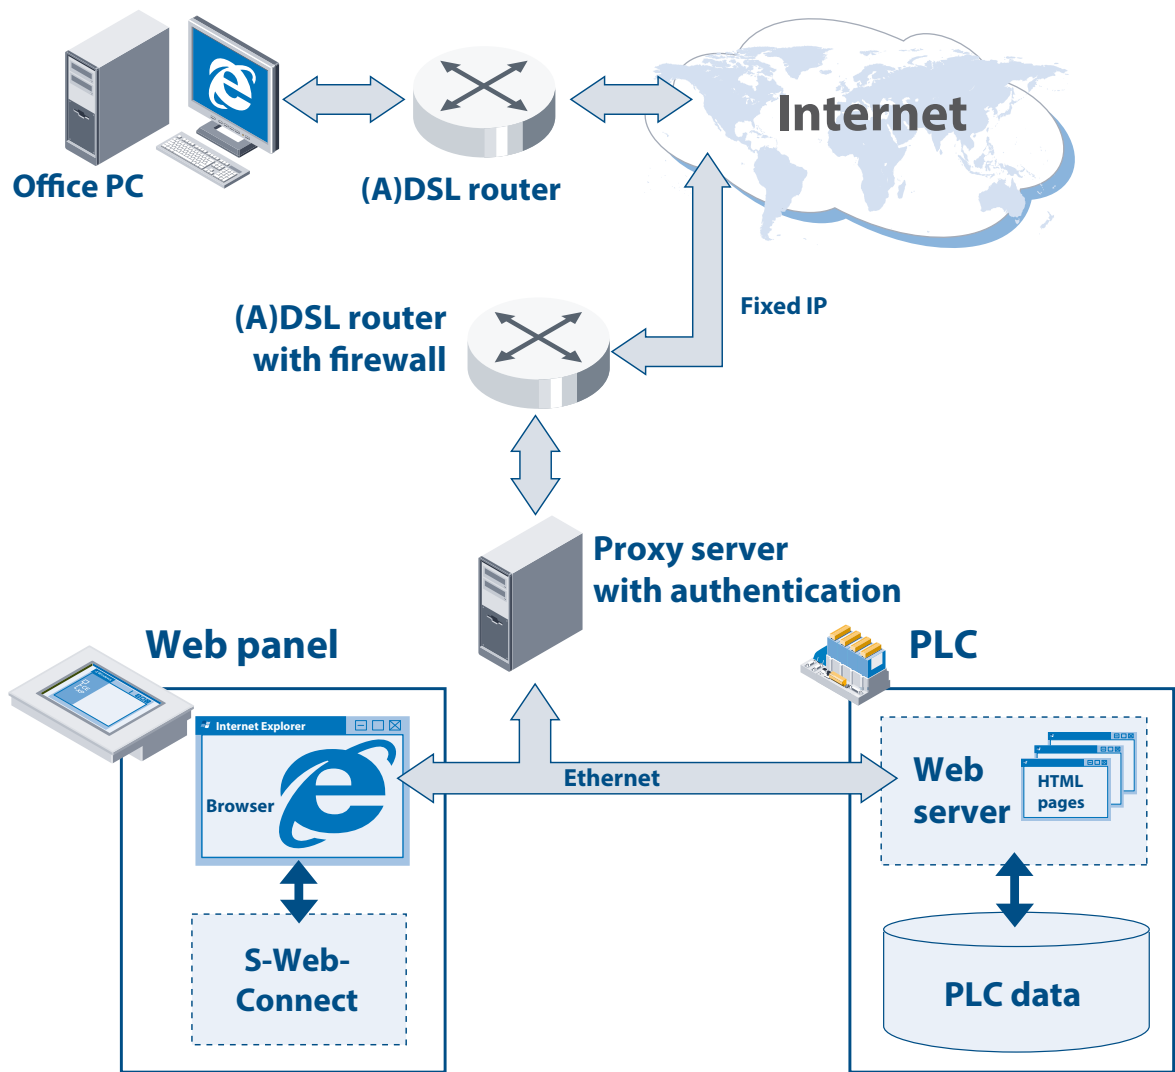 Internet
Office PC
(A)DSL router
Fixed IP
(A)DSL router
with firewall
Proxy server
with authentication
Web panel
PLC
Internet Explorer
Browser
Ethernet
Web
server
HTML
pages
S-Web-
Connect
PLC data